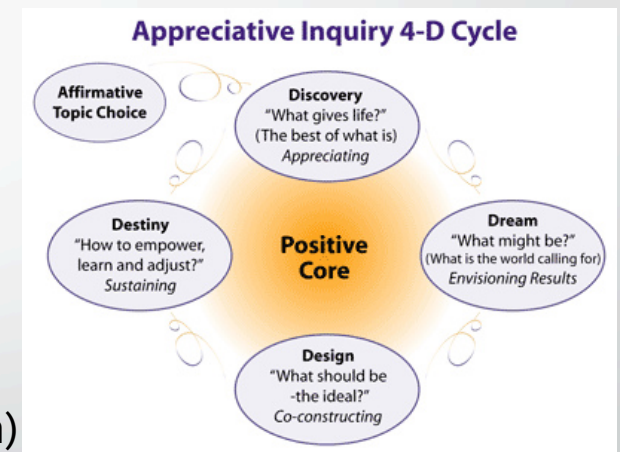 Appreciative Inquiry 4-D Cycle
Affirmative
Topic Choice
Discovery
"What gives life?"
(The best of what is)
Appreciating
Destiny
"How to empower,
learn and adjust?"
Sustaining
Positive
Core
Dream
"What might be?"
(What is the world calling for)
Envisioning Results
Design
"What should be
-the ideal?"
Co-constructing